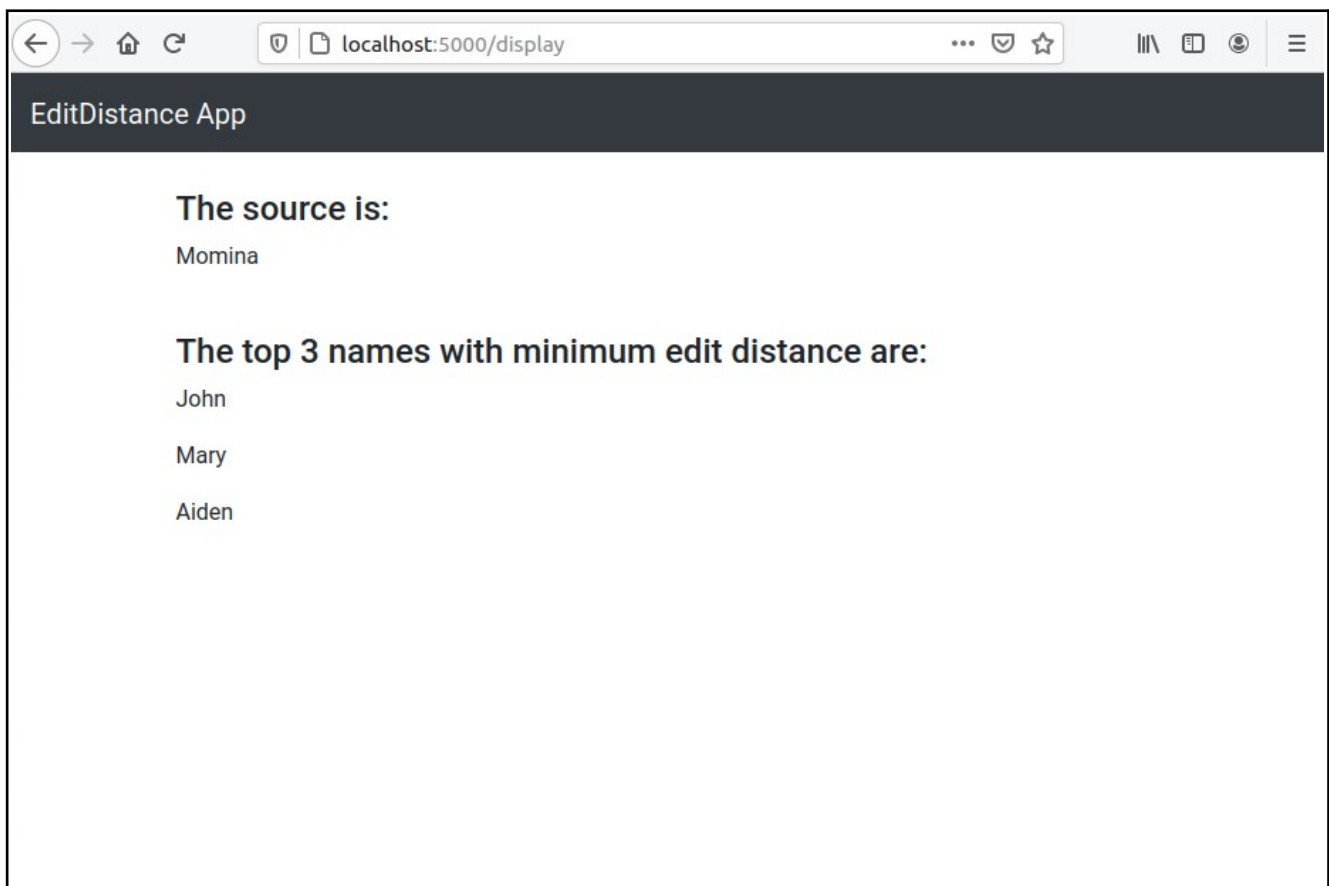 localhost:5000/display
EditDistance App
The source is:
Momina
The top 3 names with minimum edit distance are:
John
Mary
Aiden